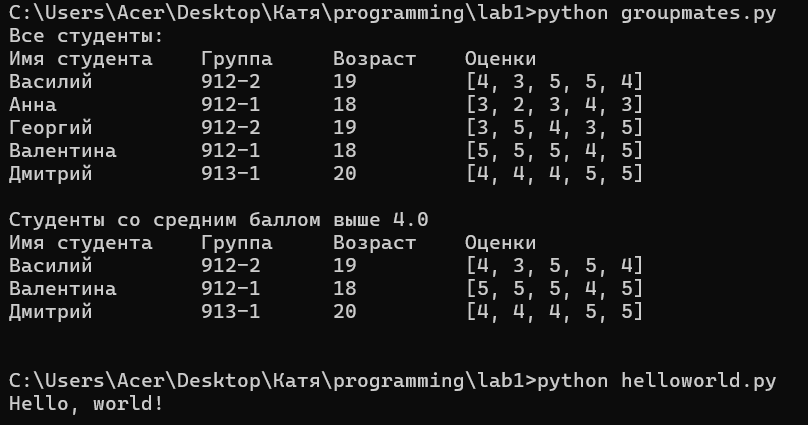 C:\Users\Acer\Desktop\Катя\programming\lab1>python groupmates.py
Все студенты:
Имя студента    Группа     Возраст    Оценки
Василий         912-2      19         [4, 3, 5, 5, 4]
Анна            912-1      18         [3, 2, 3, 4, 3]
Георгий         912-2      19         [3, 5, 4, 3, 5]
Валентина       912-1      18         [5, 5, 5, 4, 5]
Дмитрий         913-1      20         [4, 4, 4, 5, 5]
Студенты со средним баллом выше 4.0
Имя студента    Группа     Возраст    Оценки
Василий         912-2      19         [4, 3, 5, 5, 4]
Валентина       912-1      18         [5, 5, 5, 4, 5]
Дмитрий         913-1      20         [4, 4, 4, 5, 5]
C:\Users\Acer\Desktop\Катя\programming\lab1>python helloworld.py
Hello, world!